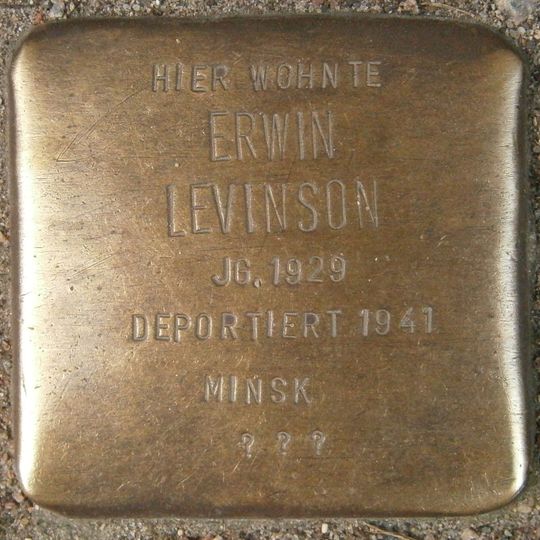 HIER WOHNTE
ERWIN
LEVINSON
JG. 1929
DEPORTIERT 1941
MINSK
? ? ?